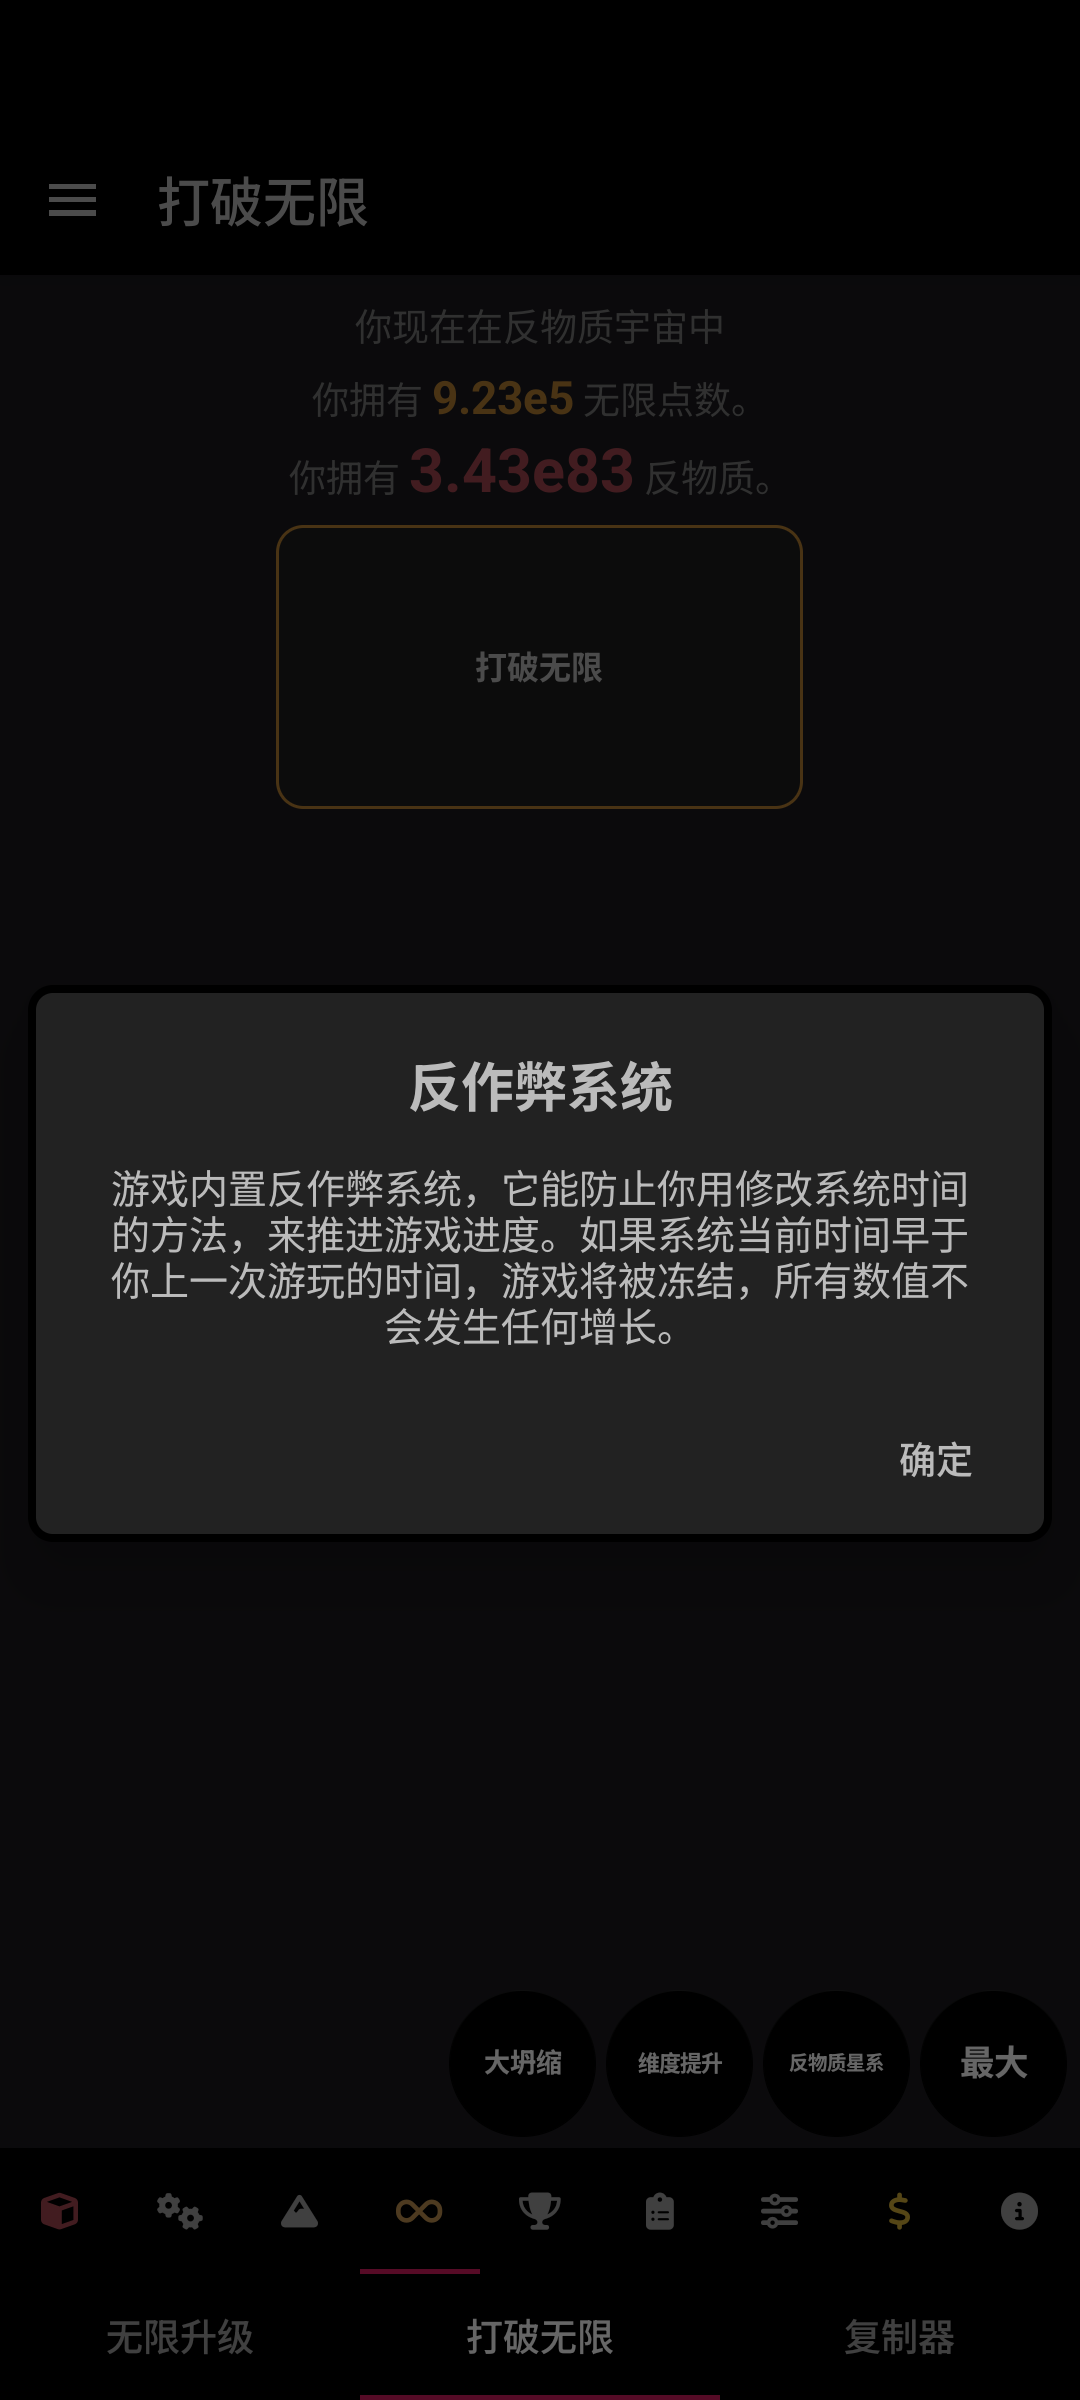 打破无限
你现在在反物质宇宙中
你拥有 9.23e5 无限点数。
你拥有 3.43e83 反物质。
打破无限
反作弊系统
游戏内置反作弊系统，它能防止你用修改系统时间
的方法，来推进游戏进度。如果系统当前时间早于
你上一次游玩的时间，游戏将被冻结，所有数值不
会发生任何增长。
确定
大坍缩
维度提升
反物质星系
最大
无限升级
打破无限
复制器